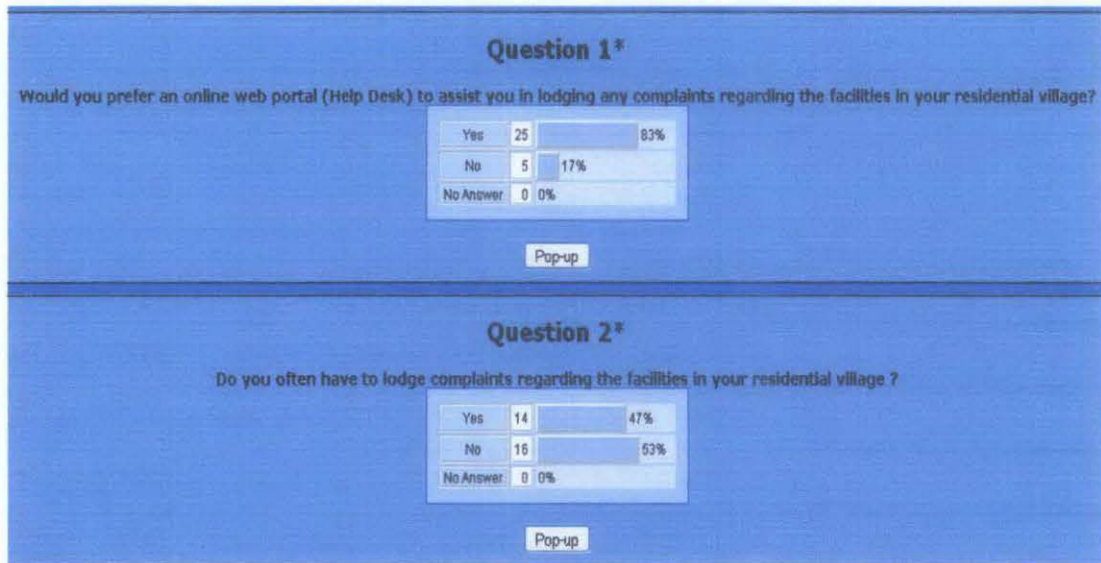 Question 1*
Would you prefer an online web portal (Help Desk) to assist you in lodging any complaints regarding the facilities in your residential village?
Yes 25 83%
No 5 17%
No Answer 0 0%
Pop-up
Question 2*
Do you often have to lodge complaints regarding the facilities in your residential village ?
Yes 14 47%
No 16 53%
No Answer 0 0%
Pop-up